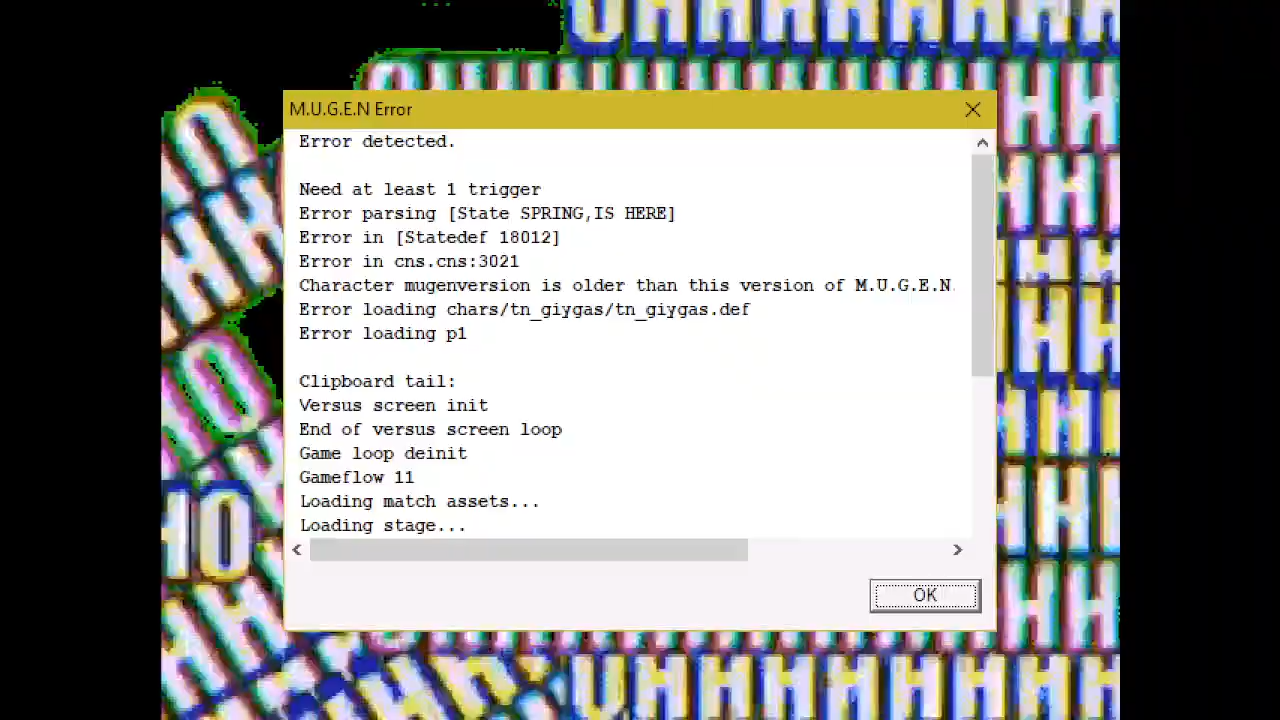 M.U.G.E.N Error
Error detected.
Need at least 1 trigger
Error parsing [State SPRING,IS HERE]
Error in [Statedef 18012]
Error in cns.cns:3021
Character mugenversion is older than this version of M.U.G.E.N.
Error loading chars/tn_giygas/tn_giygas.def
Error loading p1
Clipboard tail:
Versus screen init
End of versus screen loop
Game loop deinit
Gameflow 11
Loading match assets...
Loading stage...
OK